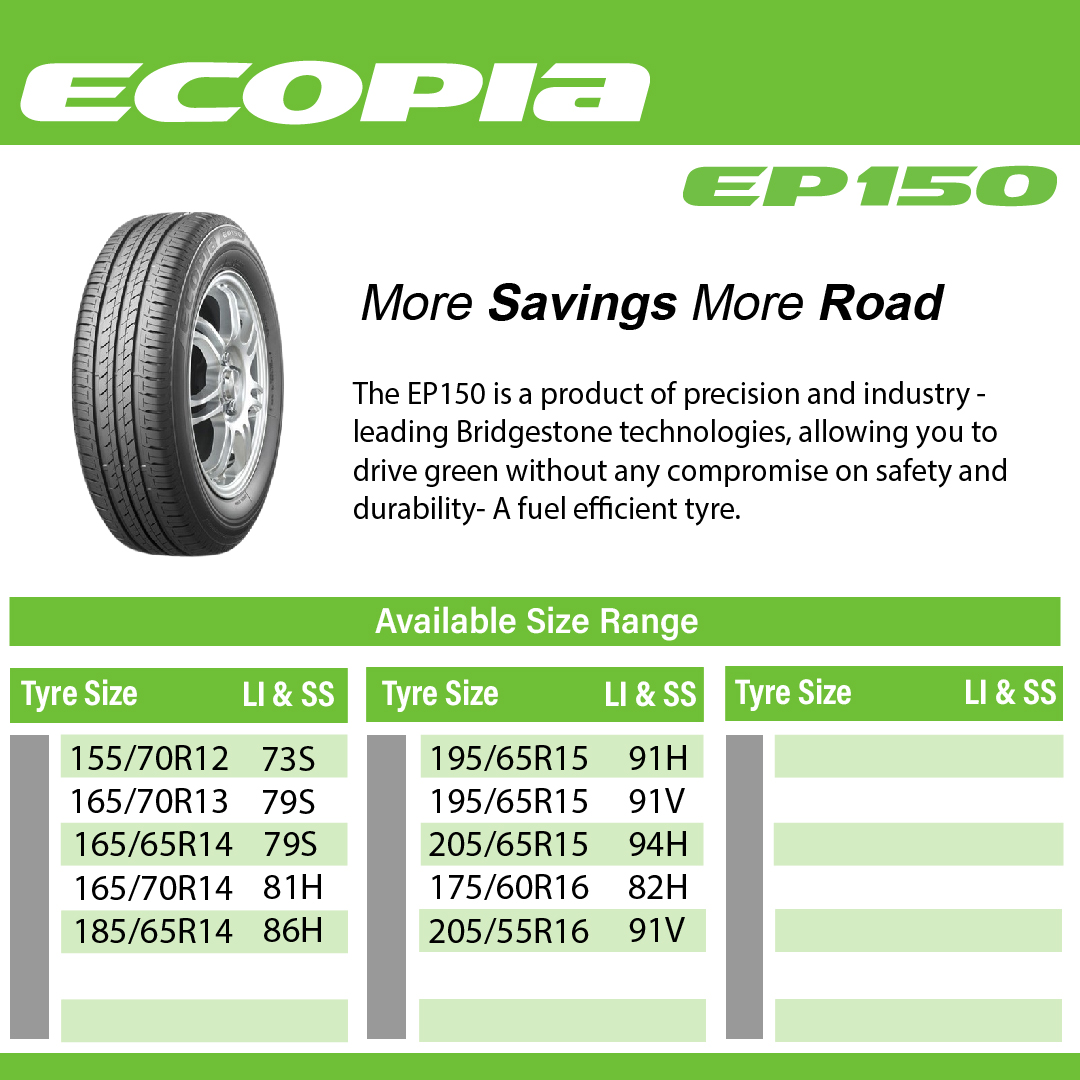 ECOPIA
EP150
ECOPIA
More Savings More Road
The EP150 is a product of precision and industry -
leading Bridgestone technologies, allowing you to
drive green without any compromise on safety and
durability- A fuel efficient tyre.
Available Size Range
Tyre Size LI & SS
155/70R12 73S
165/70R13 79S
165/65R14 79S
165/70R14 81H
185/65R14 86H
Tyre Size LI & SS
195/65R15 91H
195/65R15 91V
205/65R15 94H
175/60R16 82H
205/55R16 91V
Tyre Size LI & SS